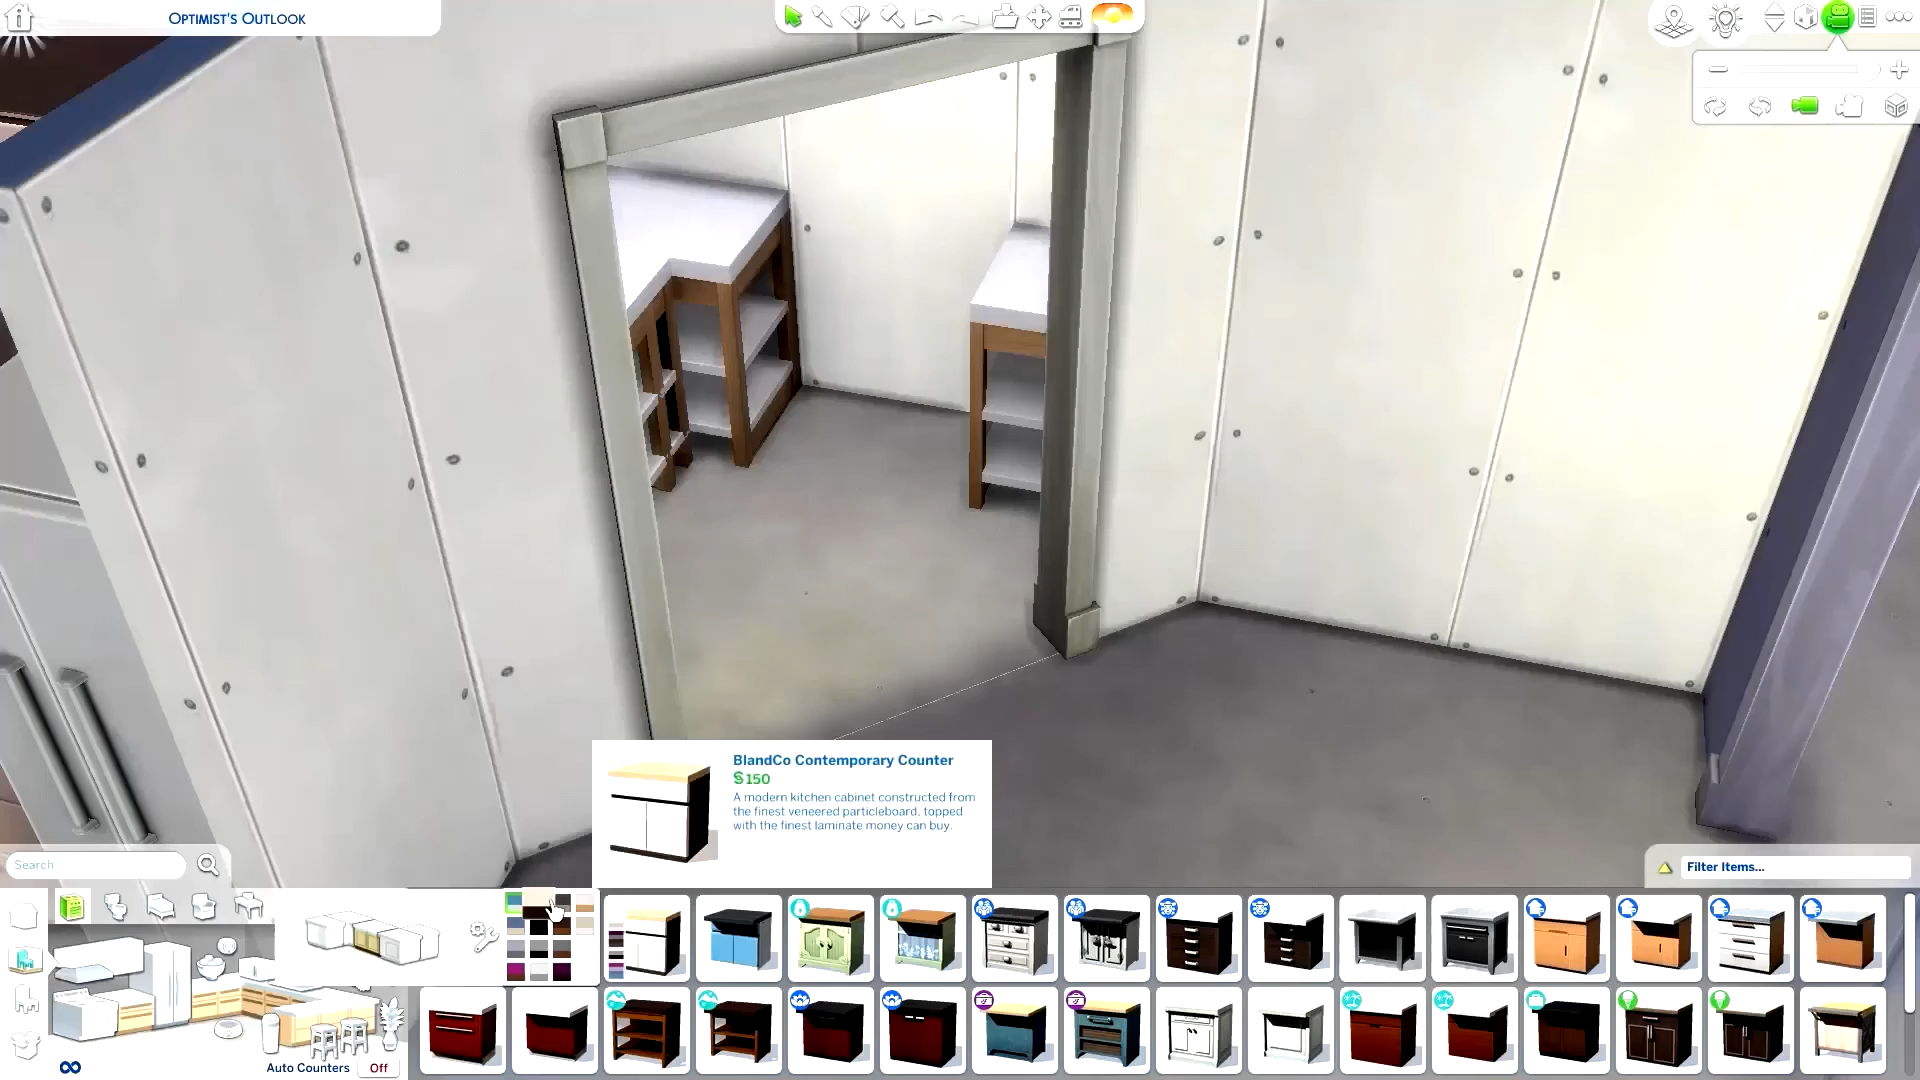 Optimist's Outlook
BlandCo Contemporary Counter
§150
A modern kitchen cabinet constructed from
the finest veneered particleboard, topped
with the finest laminate money can buy.
Search
Filter Items...
Auto Counters Off